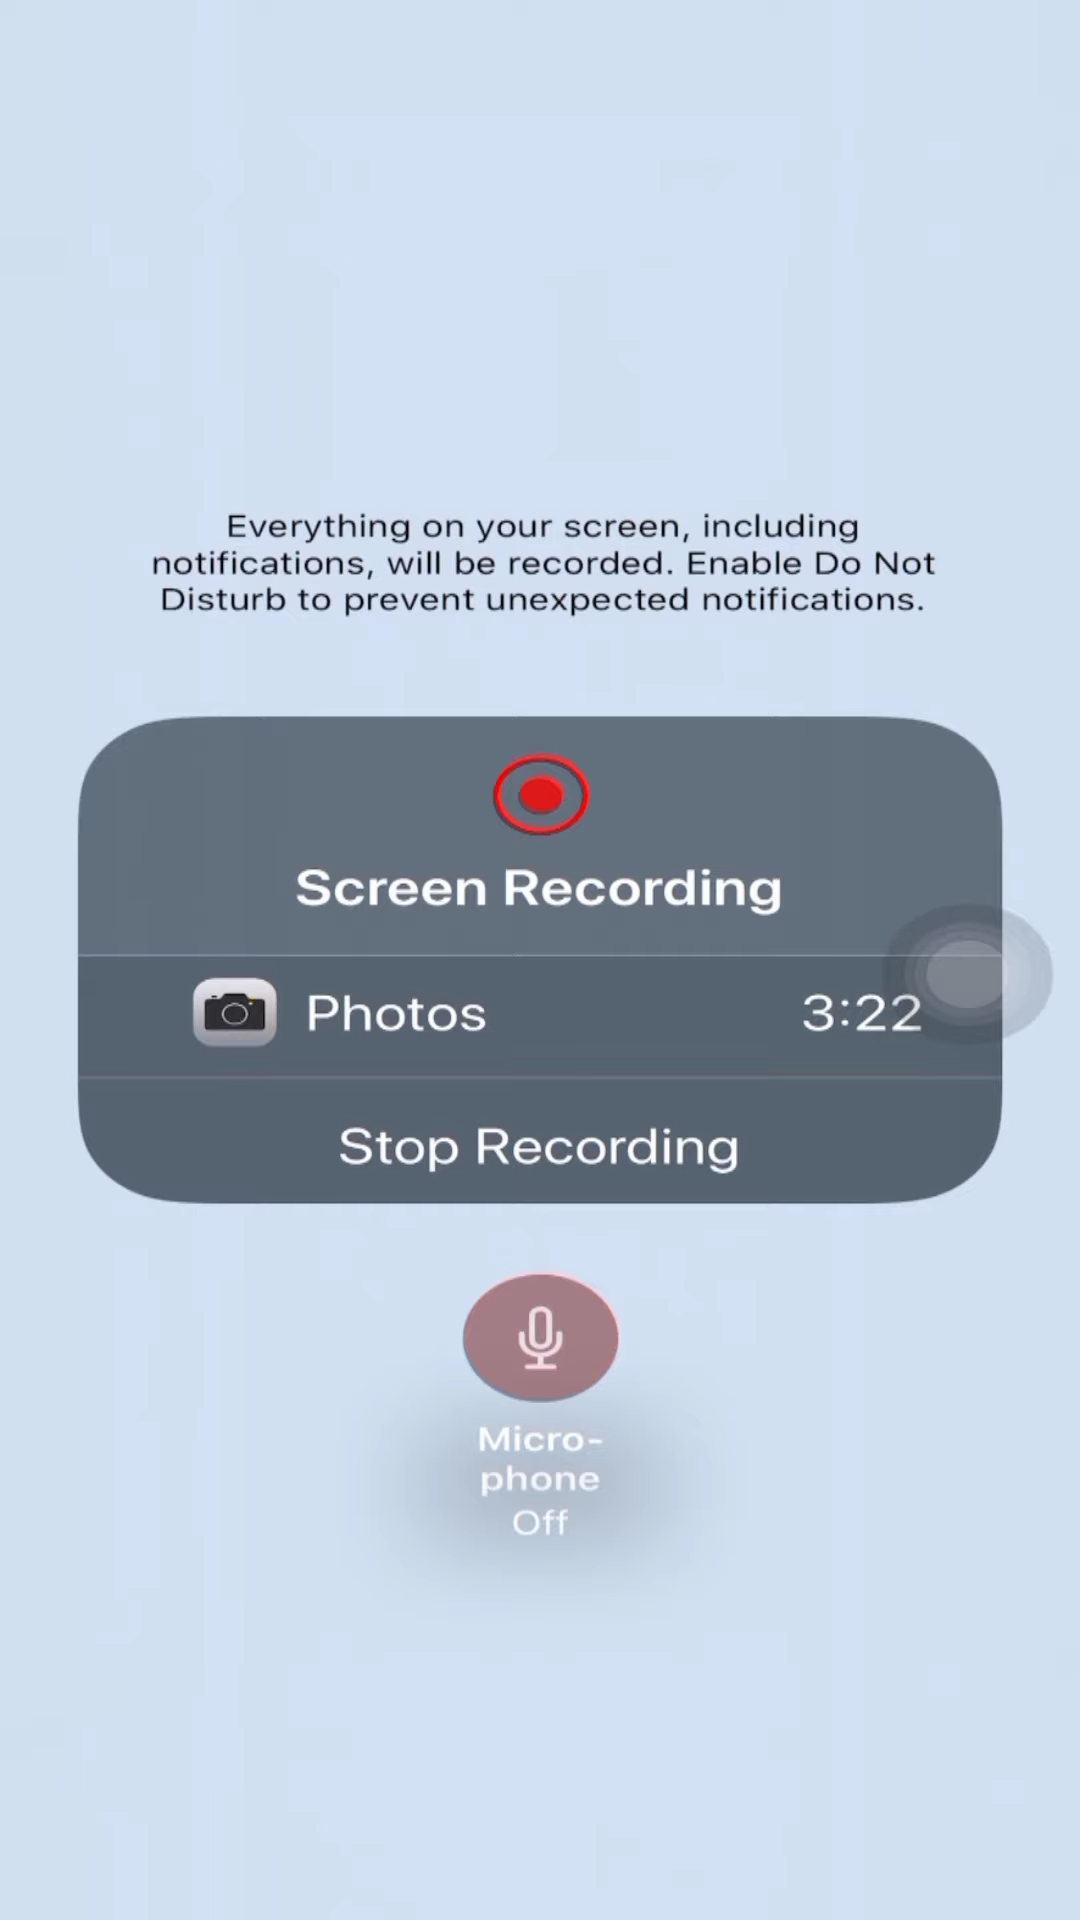 Everything on your screen, including
notifications, will be recorded. Enable Do Not
Disturb to prevent unexpected notifications.
Screen Recording
Photos 3:22
Stop Recording
Micro-
phone
Off